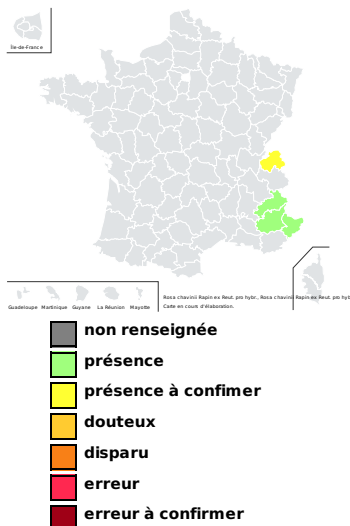 Île-de-France
Rosa chavinii Rapin ex Reut. pro hybr., Rosa chavinii Rapin ex Reut. pro hyb
Carte en cours d'élaboration.
Guadeloupe Martinique Guyane La Réunion Mayotte
non renseignée
présence
présence à confimer
douteux
disparu
erreur
erreur à confirmer